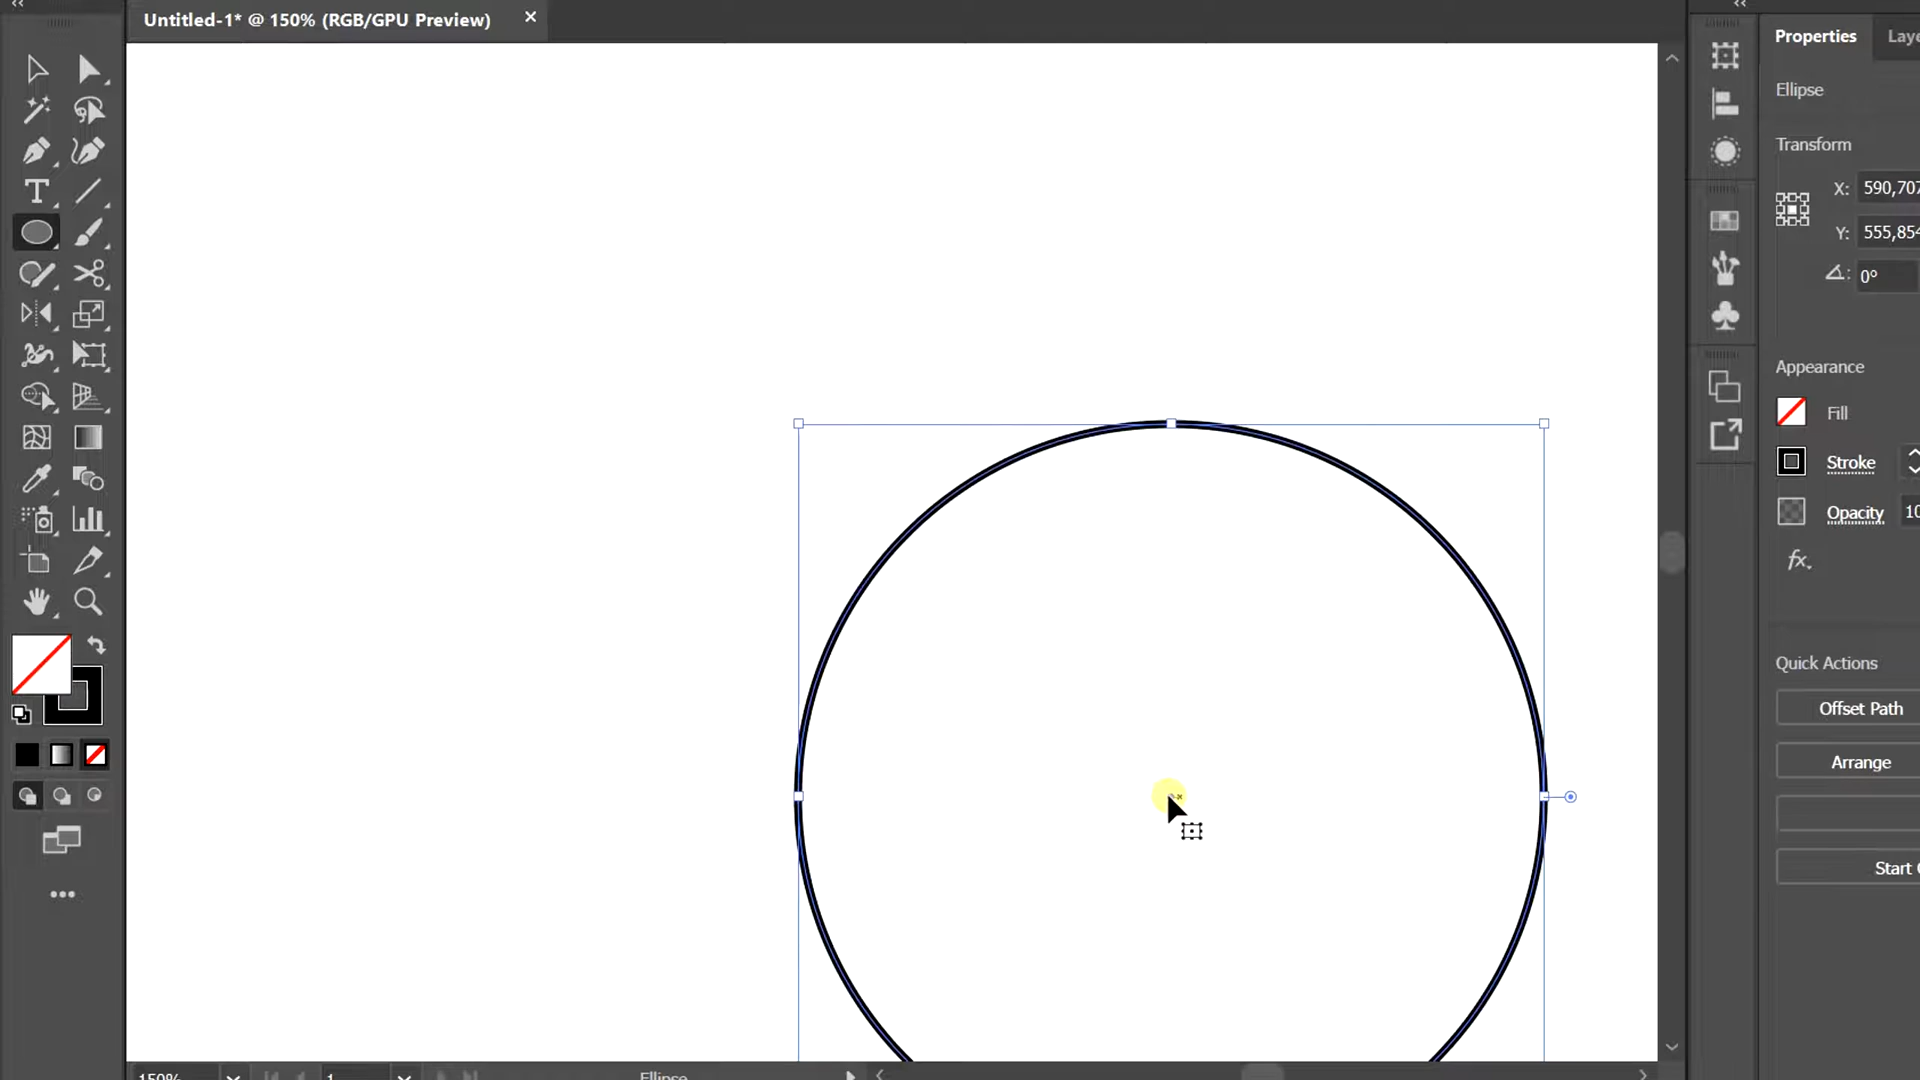 Untitled-1* @ 150% (RGB/GPU Preview)
Properties
Ellipse
Transform
X: 590,707
Y: 555,854
0°
Appearance
Fill
Stroke
Opacity
fx.
Quick Actions
Offset Path
Arrange
Start
150%
1
Ellipse